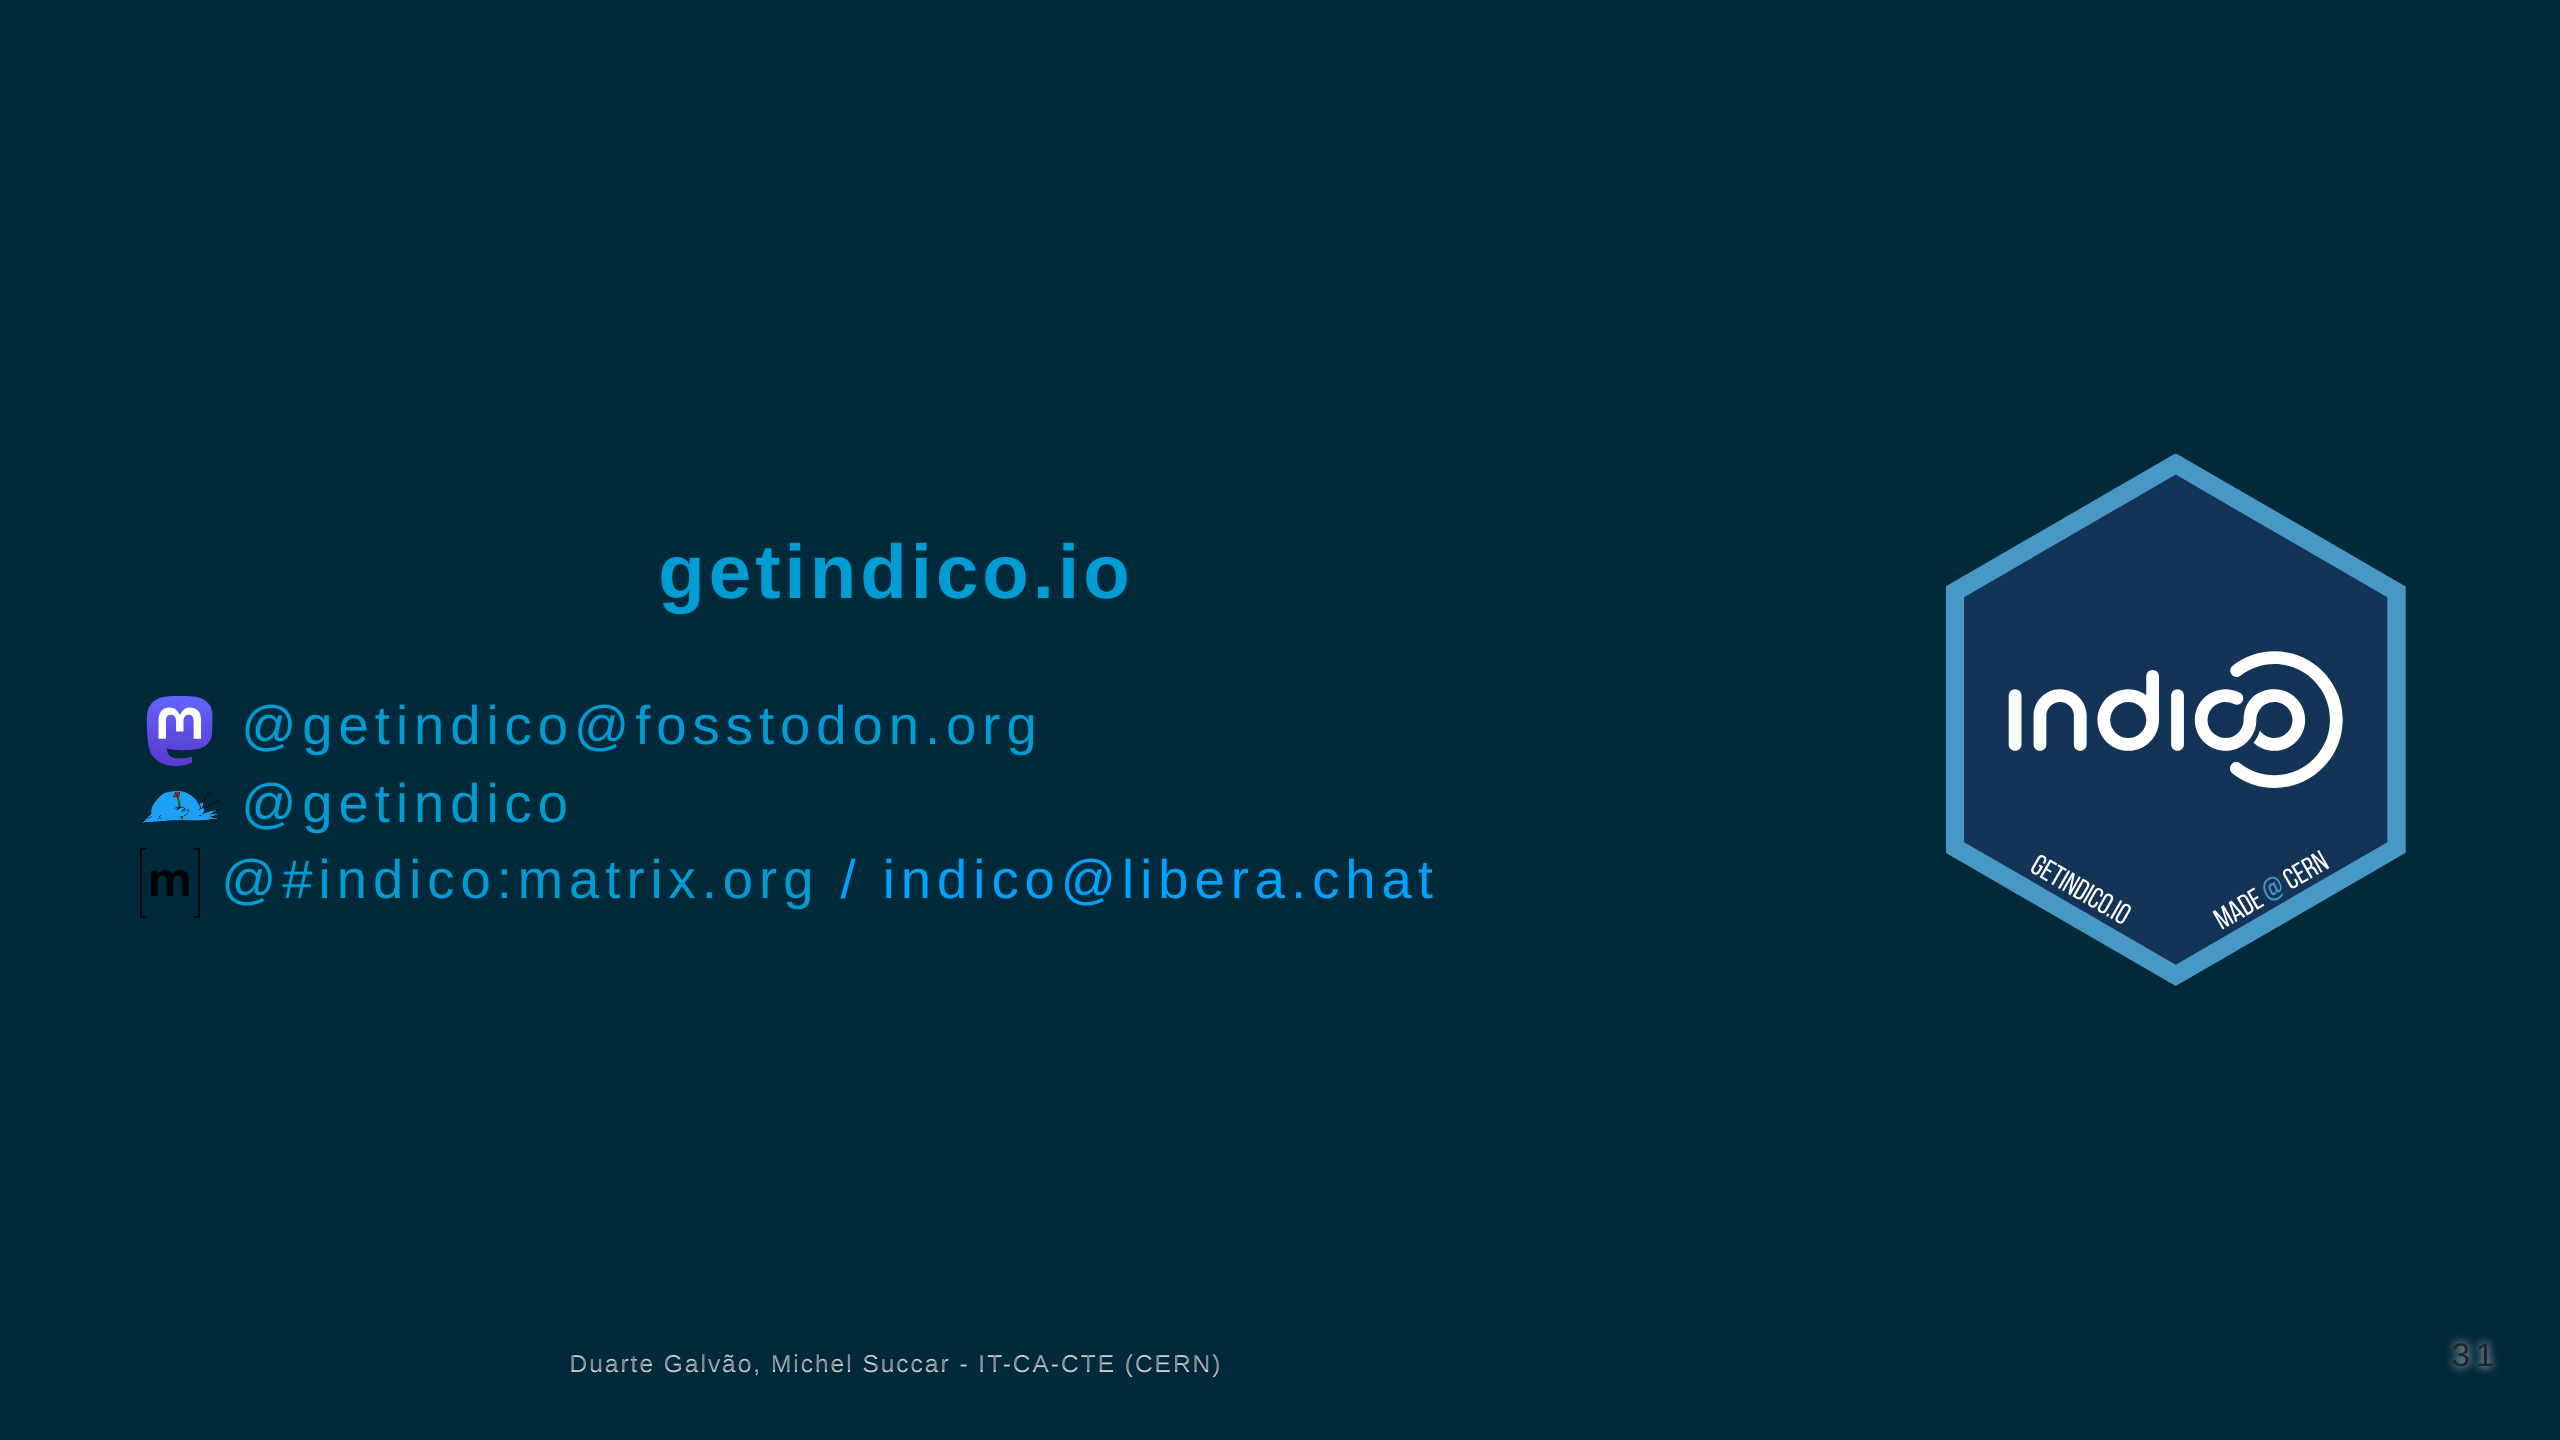 getindico.io
@getindico@fosstodon.org
@getindico
[m] @#indico:matrix.org / indico@libera.chat
indico
GETINDICO.IO
MADE @ CERN
Duarte Galvão, Michel Succar - IT-CA-CTE (CERN)
31